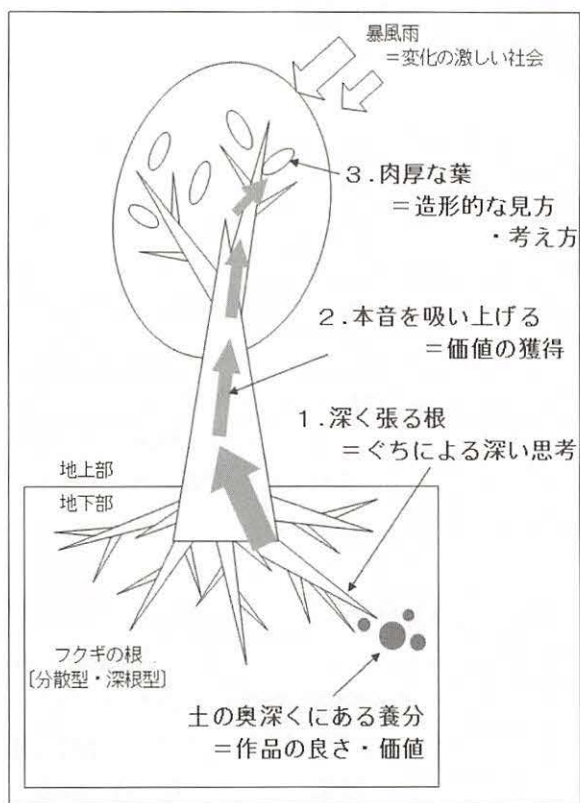 暴風雨
＝変化の激しい社会
３.肉厚な葉
＝造形的な見方
・考え方
２.本音を吸い上げる
＝価値の獲得
１.深く張る根
＝ぐちによる深い思考
地上部
地下部
フクギの根
〔分散型・深根型〕
土の奥深くにある養分
＝作品の良さ・価値